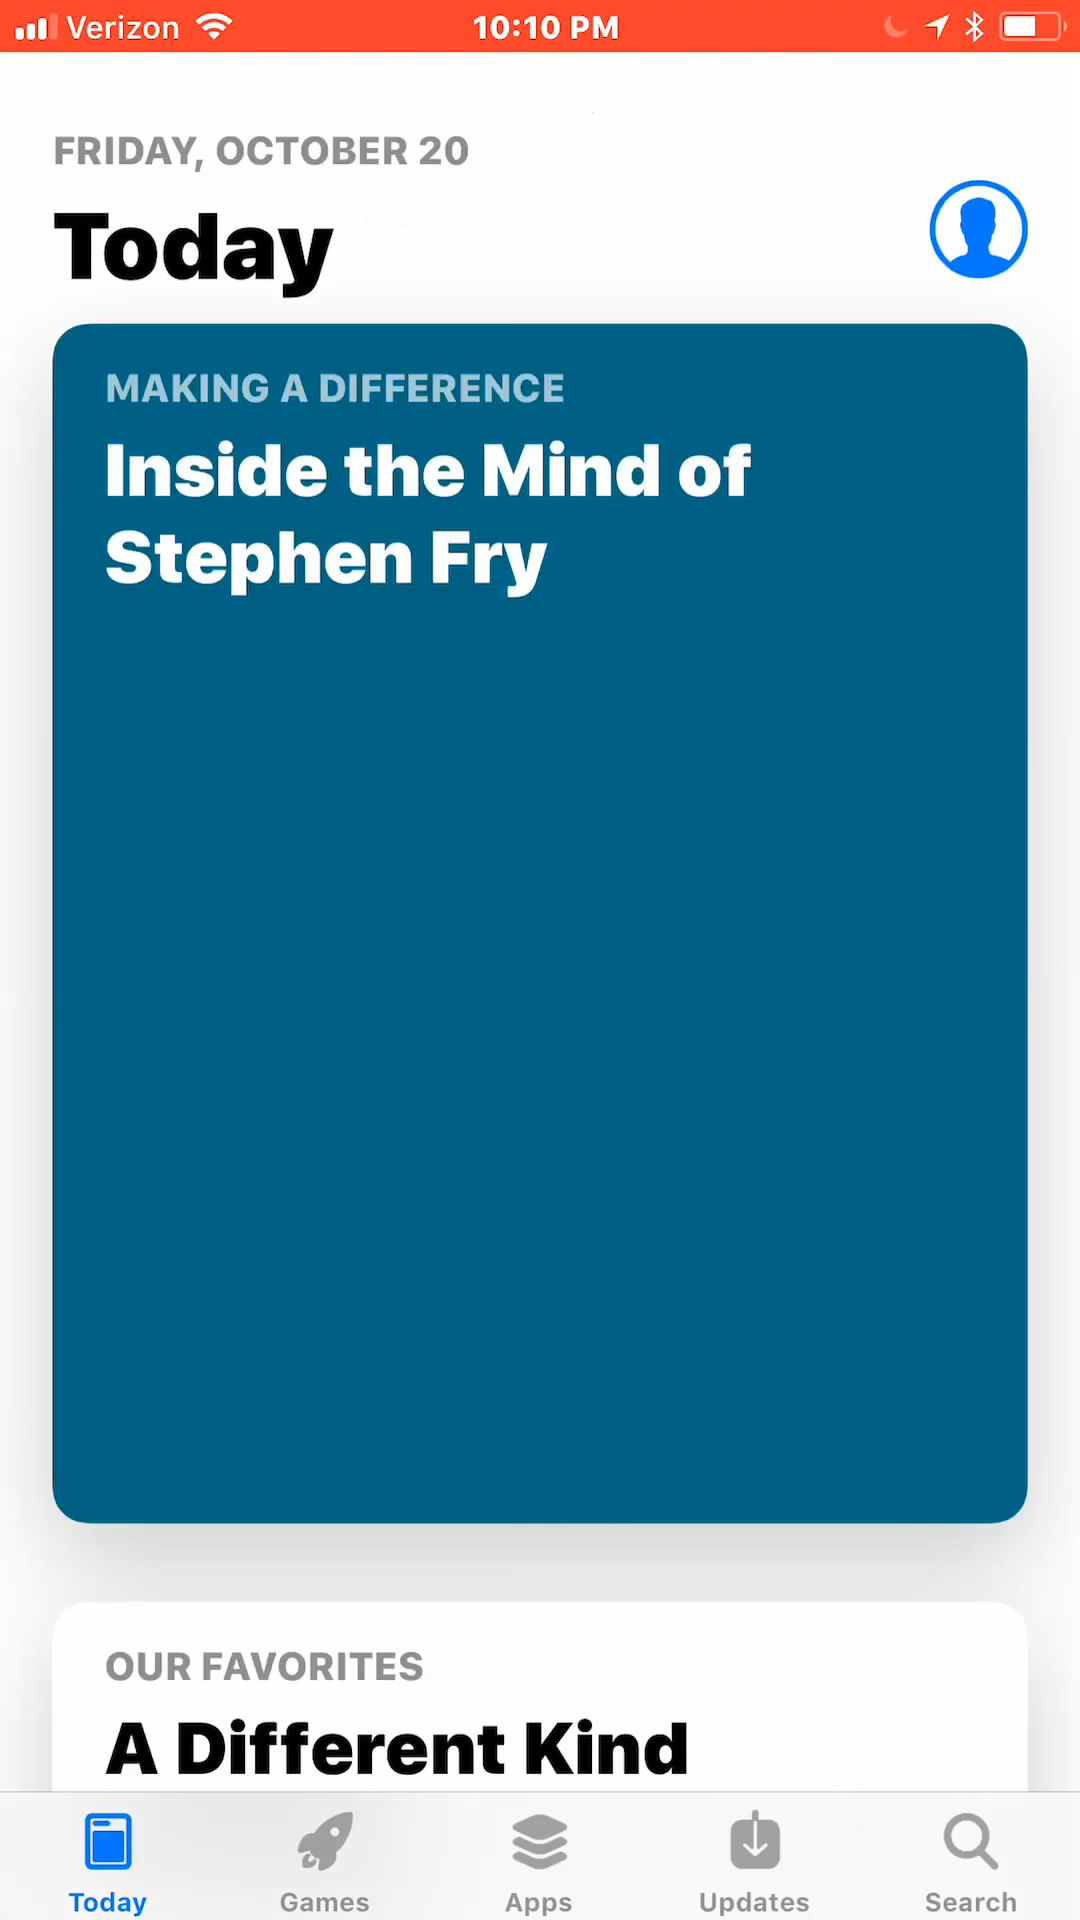 Verizon 10:10 PM
FRIDAY, OCTOBER 20
Today
MAKING A DIFFERENCE
Inside the Mind of
Stephen Fry
OUR FAVORITES
A Different Kind
Today Games Apps Updates Search